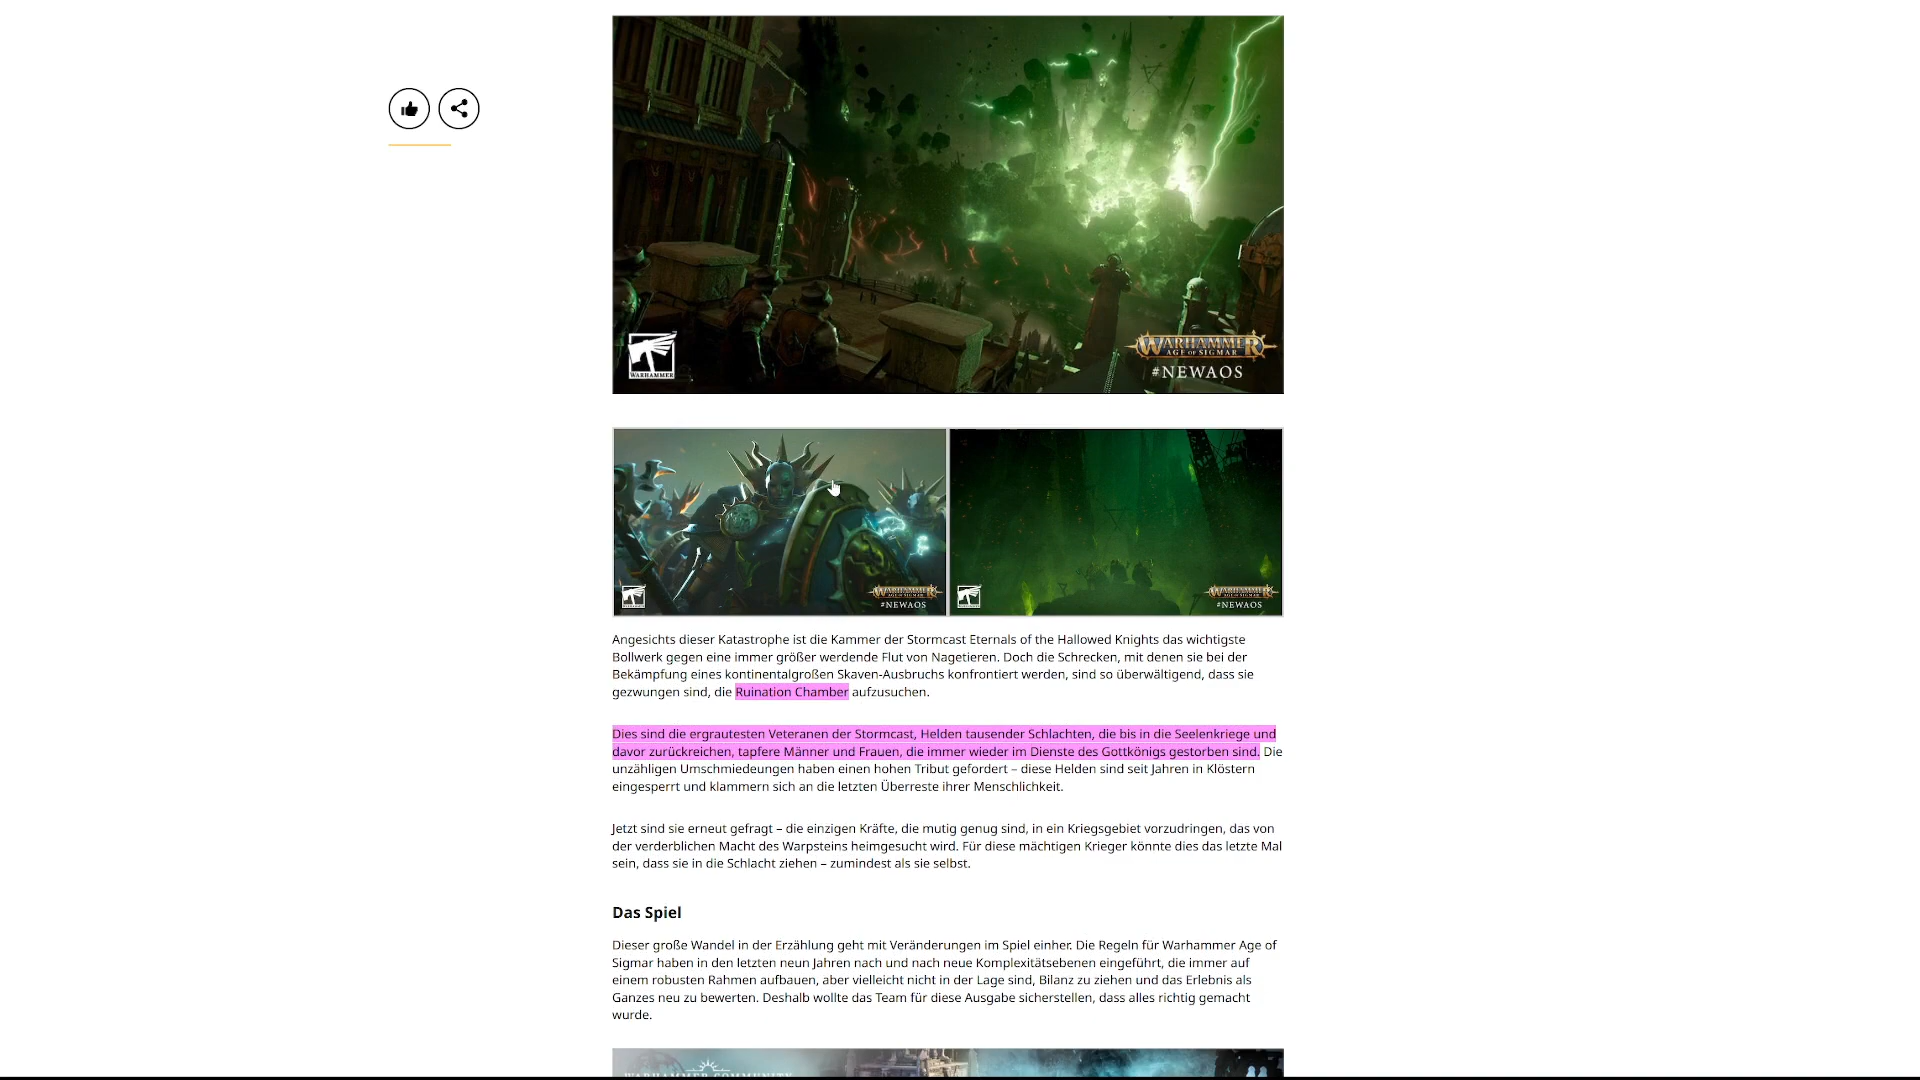 WARHAMMER
WARHAMMER
AGE OF SIGMAR
#NEWAOS
WARHAMMER
AGE OF SIGMAR
#NEWAOS
WARHAMMER
AGE OF SIGMAR
#NEWAOS
Angesichts dieser Katastrophe ist die Kammer der Stormcast Eternals of the Hallowed Knights das wichtigste
Bollwerk gegen eine immer größer werdende Flut von Nagetieren. Doch die Schrecken, mit denen sie bei der
Bekämpfung eines kontinentalgroßen Skaven-Ausbruchs konfrontiert werden, sind so überwältigend, dass sie
gezwungen sind, die Ruination Chamber aufzusuchen.
Dies sind die ergrautesten Veteranen der Stormcast, Helden tausender Schlachten, die bis in die Seelenkriege und
davor zurückreichen, tapfere Männer und Frauen, die immer wieder im Dienste des Gottkönigs gestorben sind. Die
unzähligen Umschmiedeungen haben einen hohen Tribut gefordert – diese Helden sind seit Jahren in Klöstern
eingesperrt und klammern sich an die letzten Überreste ihrer Menschlichkeit.
Jetzt sind sie erneut gefragt – die einzigen Kräfte, die mutig genug sind, in ein Kriegsgebiet vorzudringen, das von
der verderblichen Macht des Warpsteins heimgesucht wird. Für diese mächtigen Krieger könnte dies das letzte Mal
sein, dass sie in die Schlacht ziehen – zumindest als sie selbst.
Das Spiel
Dieser große Wandel in der Erzählung geht mit Veränderungen im Spiel einher. Die Regeln für Warhammer Age of
Sigmar haben in den letzten neun Jahren nach und nach neue Komplexitätsebenen eingeführt, die immer auf
einem robusten Rahmen aufbauen, aber vielleicht nicht in der Lage sind, Bilanz zu ziehen und das Erlebnis als
Ganzes neu zu bewerten. Deshalb wollte das Team für diese Ausgabe sicherstellen, dass alles richtig gemacht
wurde.
WARHAMMER COMMUNITY